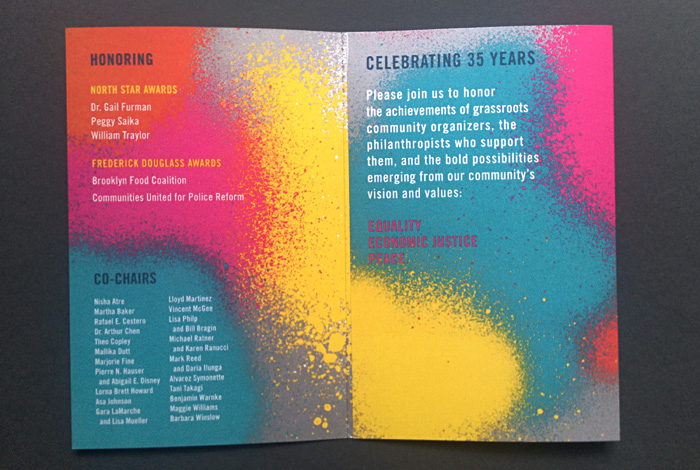 HONORING
NORTH STAR AWARDS
Dr. Gail Furman
Peggy Saika
William Traylor
FREDERICK DOUGLASS AWARDS
Brooklyn Food Coalition
Communities United for Police Reform
CO-CHAIRS
Nisha Atre
Martha Baker
Rafael E. Cestero
Dr. Arthur Chen
Theo Copley
Mallika Dutt
Marjorie Fine
Pierre N. Hauser
and Abigail E. Disney
Lorna Brett Howard
Asa Johnson
Gara LaMarche
and Lisa Mueller
Lloyd Martinez
Vincent McGee
Lisa Philp
and Bill Bragin
Michael Ratner
and Karen Ranucci
Mark Reed
and Daria Ilunga
Alvarez Symonette
Tani Takagi
Benjamin Warnke
Maggie Williams
Barbara Winslow
CELEBRATING 35 YEARS
Please join us to honor
the achievements of grassroots
community organizers, the
philanthropists who support
them, and the bold possibilities
emerging from our community's
vision and values:
EQUALITY
ECONOMIC JUSTICE
PEACE